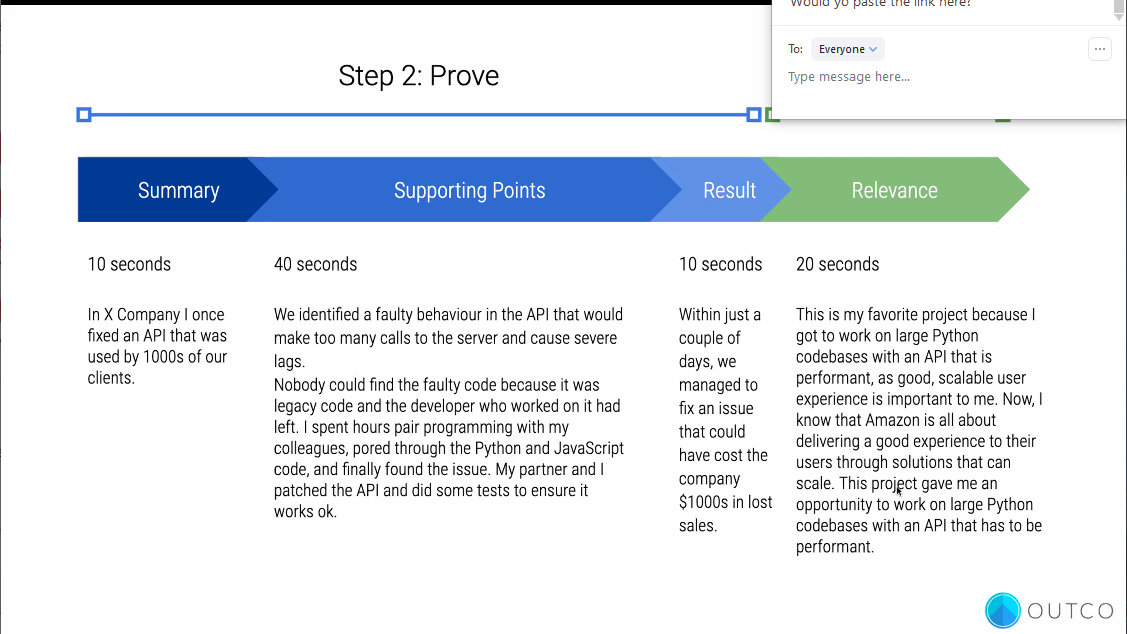 Would yo paste the link here?
To: Everyone
Type message here...
Step 2: Prove
Summary
Supporting Points
Result
Relevance
10 seconds
In X Company I once
fixed an API that was
used by 1000s of our
clients.
40 seconds
We identified a faulty behaviour in the API that would
make too many calls to the server and cause severe
lags.
Nobody could find the faulty code because it was
legacy code and the developer who worked on it had
left. I spent hours pair programming with my
colleagues, pored through the Python and JavaScript
code, and finally found the issue. My partner and I
patched the API and did some tests to ensure it
works ok.
10 seconds
Within just a
couple of
days, we
managed to
fix an issue
that could
have cost the
company
$1000s in lost
sales.
20 seconds
This is my favorite project because I
got to work on large Python
codebases with an API that is
performant, as good, scalable user
experience is important to me. Now, I
know that Amazon is all about
delivering a good experience to their
users through solutions that can
scale. This project gave me an
opportunity to work on large Python
codebases with an API that has to be
performant.
OUTCO